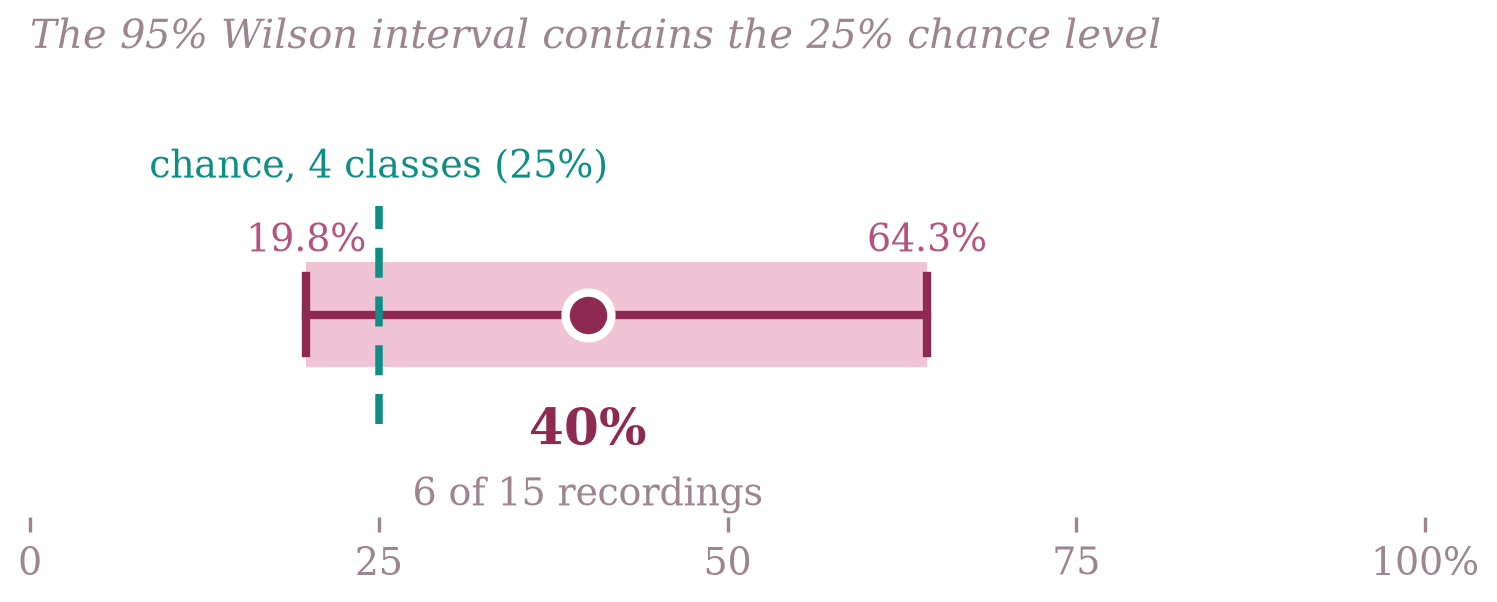 The 95% Wilson interval contains the 25% chance level
chance, 4 classes (25%)
19.8% 64.3%
40%
6 of 15 recordings
0 25 50 75 100%